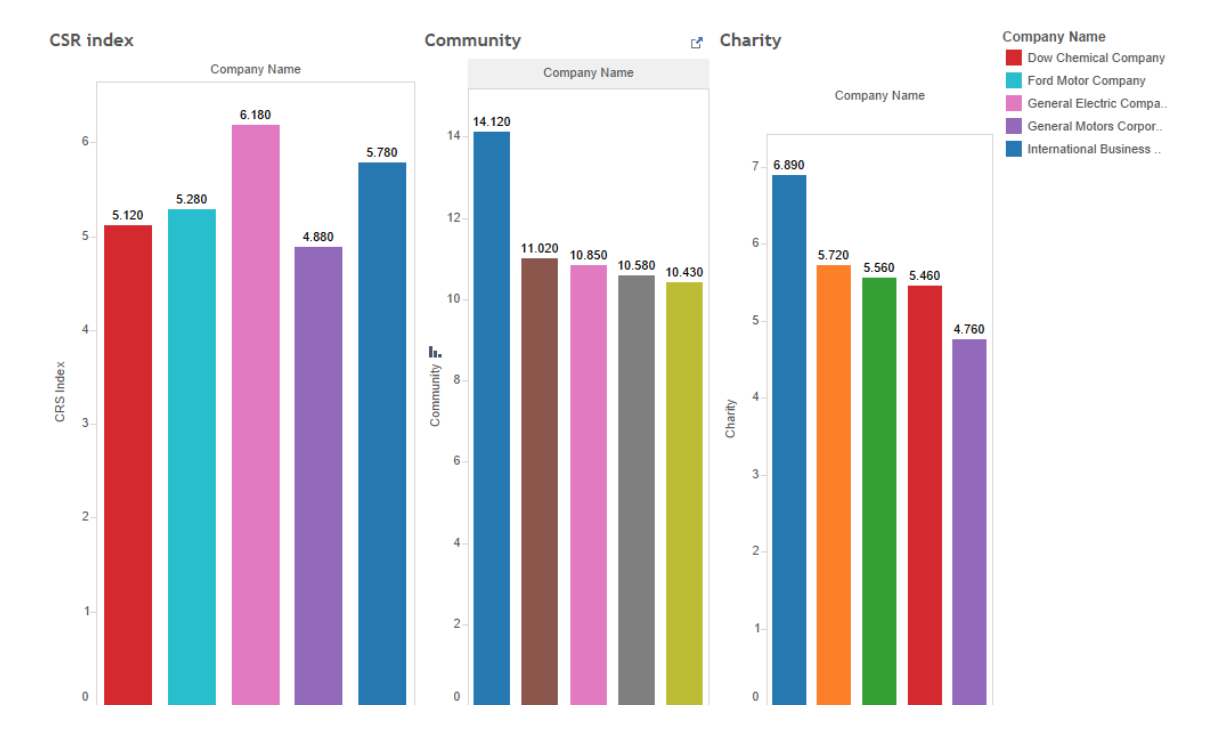 CSR index
Company Name
6.180
5.780
5.280
5.120
4.880
6
5
4
3
2
1
0
CRS Index
Community
Company Name
14.120
11.020
10.850
10.580
10.430
14
12
10
8
6
4
2
0
Community
Charity
Company Name
6.890
5.720
5.560
5.460
4.760
7
6
5
4
3
2
1
0
Charity
Company Name
Dow Chemical Company
Ford Motor Company
General Electric Compa..
General Motors Corpor..
International Business ..